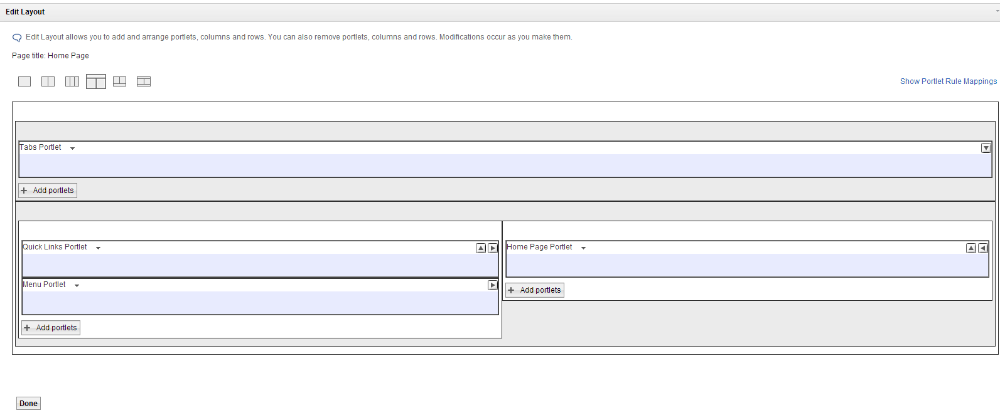 Edit Layout
Edit Layout allows you to add and arrange portlets, columns and rows. You can also remove portlets, columns and rows. Modifications occur as you make them.
Page title: Home Page
Show Portlet Rule Mappings
Tabs Portlet
Add portlets
Quick Links Portlet
Home Page Portlet
Menu Portlet
Add portlets
Add portlets
Done